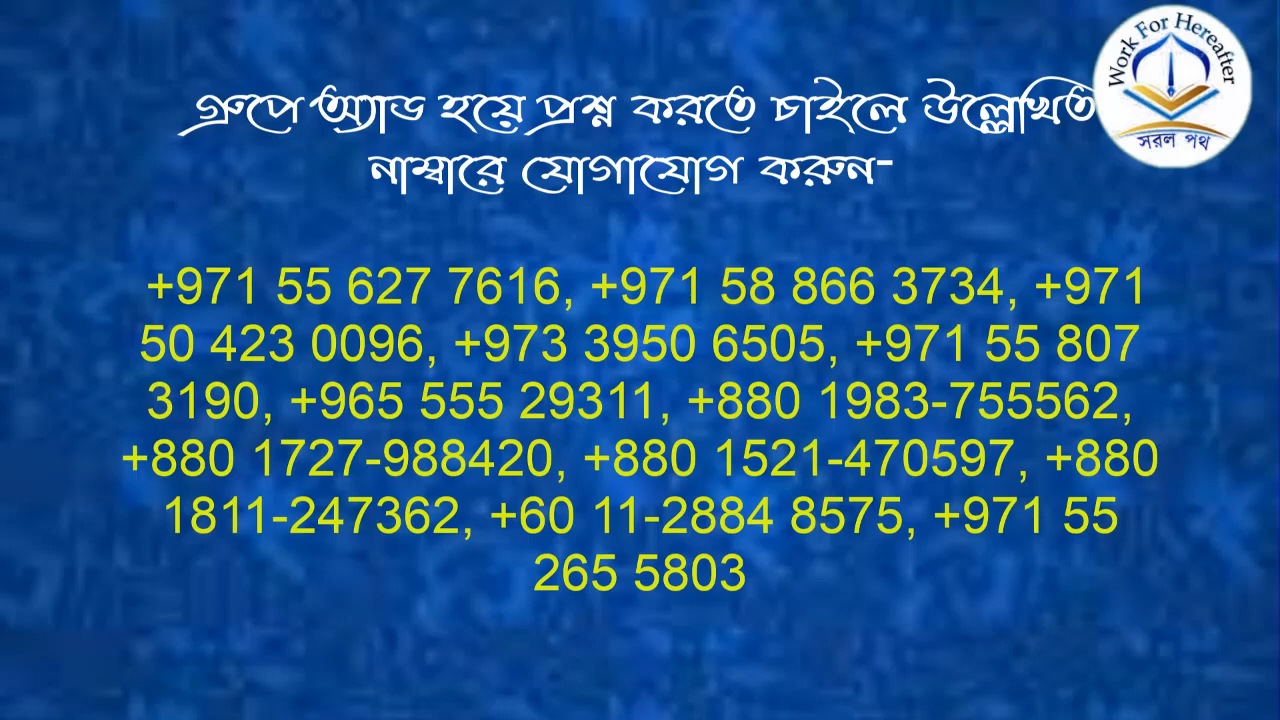 গ্রুপে অ্যাড হয়ে প্রশ্ন করতে চাইলে উল্লেখিত
নাম্বারে যোগাযোগ করুন-
Work For Hereafter
সরল পথ
+971 55 627 7616, +971 58 866 3734, +971
50 423 0096, +973 3950 6505, +971 55 807
3190, +965 555 29311, +880 1983-755562,
+880 1727-988420, +880 1521-470597, +880
1811-247362, +60 11-2884 8575, +971 55
265 5803